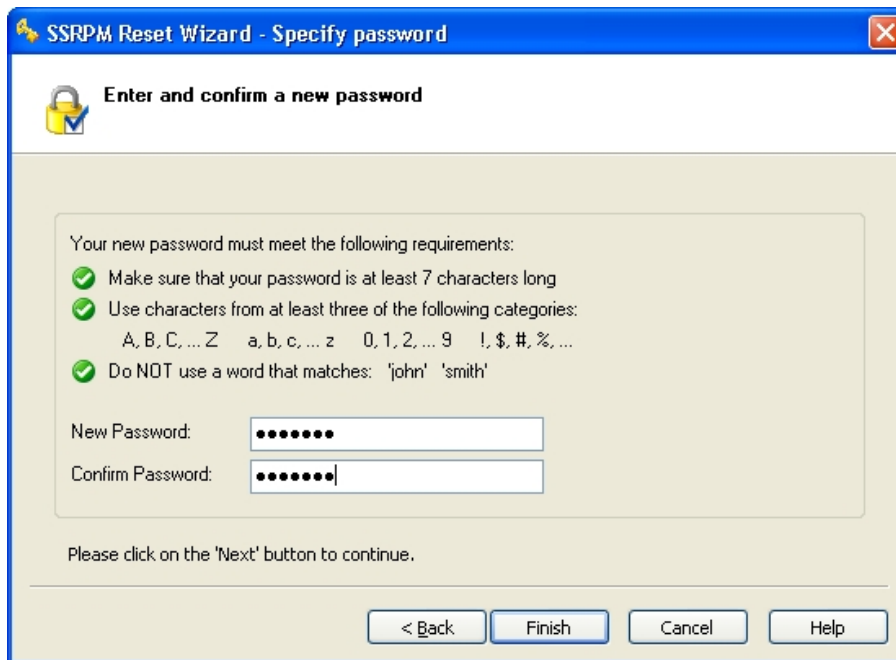 SSRPM Reset Wizard - Specify password
Enter and confirm a new password
Your new password must meet the following requirements:
Make sure that your password is at least 7 characters long
Use characters from at least three of the following categories:
A, B, C, ... Z a, b, c, ... z 0, 1, 2, ... 9 !, $, #, %, ...
Do NOT use a word that matches: 'john' 'smith'
New Password: ●●●●●●●
Confirm Password: ●●●●●●●
Please click on the 'Next' button to continue.
< Back Finish Cancel Help